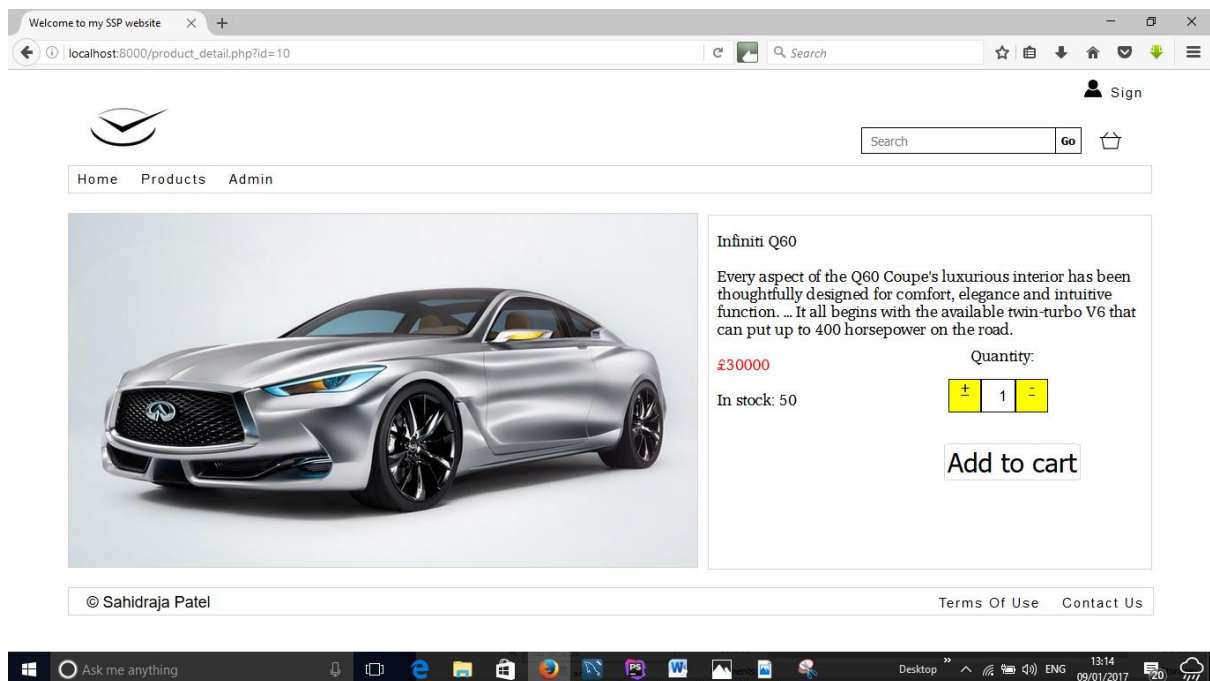 Welcome to my SSP website
localhost:8000/product_detail.php?id=10
Search
Sign
Search
Go
Home Products Admin
Infiniti Q60
Every aspect of the Q60 Coupe's luxurious interior has been
thoughtfully designed for comfort, elegance and intuitive
function. ... It all begins with the available twin-turbo V6 that
can put up to 400 horsepower on the road.
Quantity:
£30000
+ 1 -
In stock: 50
Add to cart
© Sahidraja Patel
Terms Of Use Contact Us
Ask me anything
PS
W
Desktop
ENG
13:14
09/01/2017
20